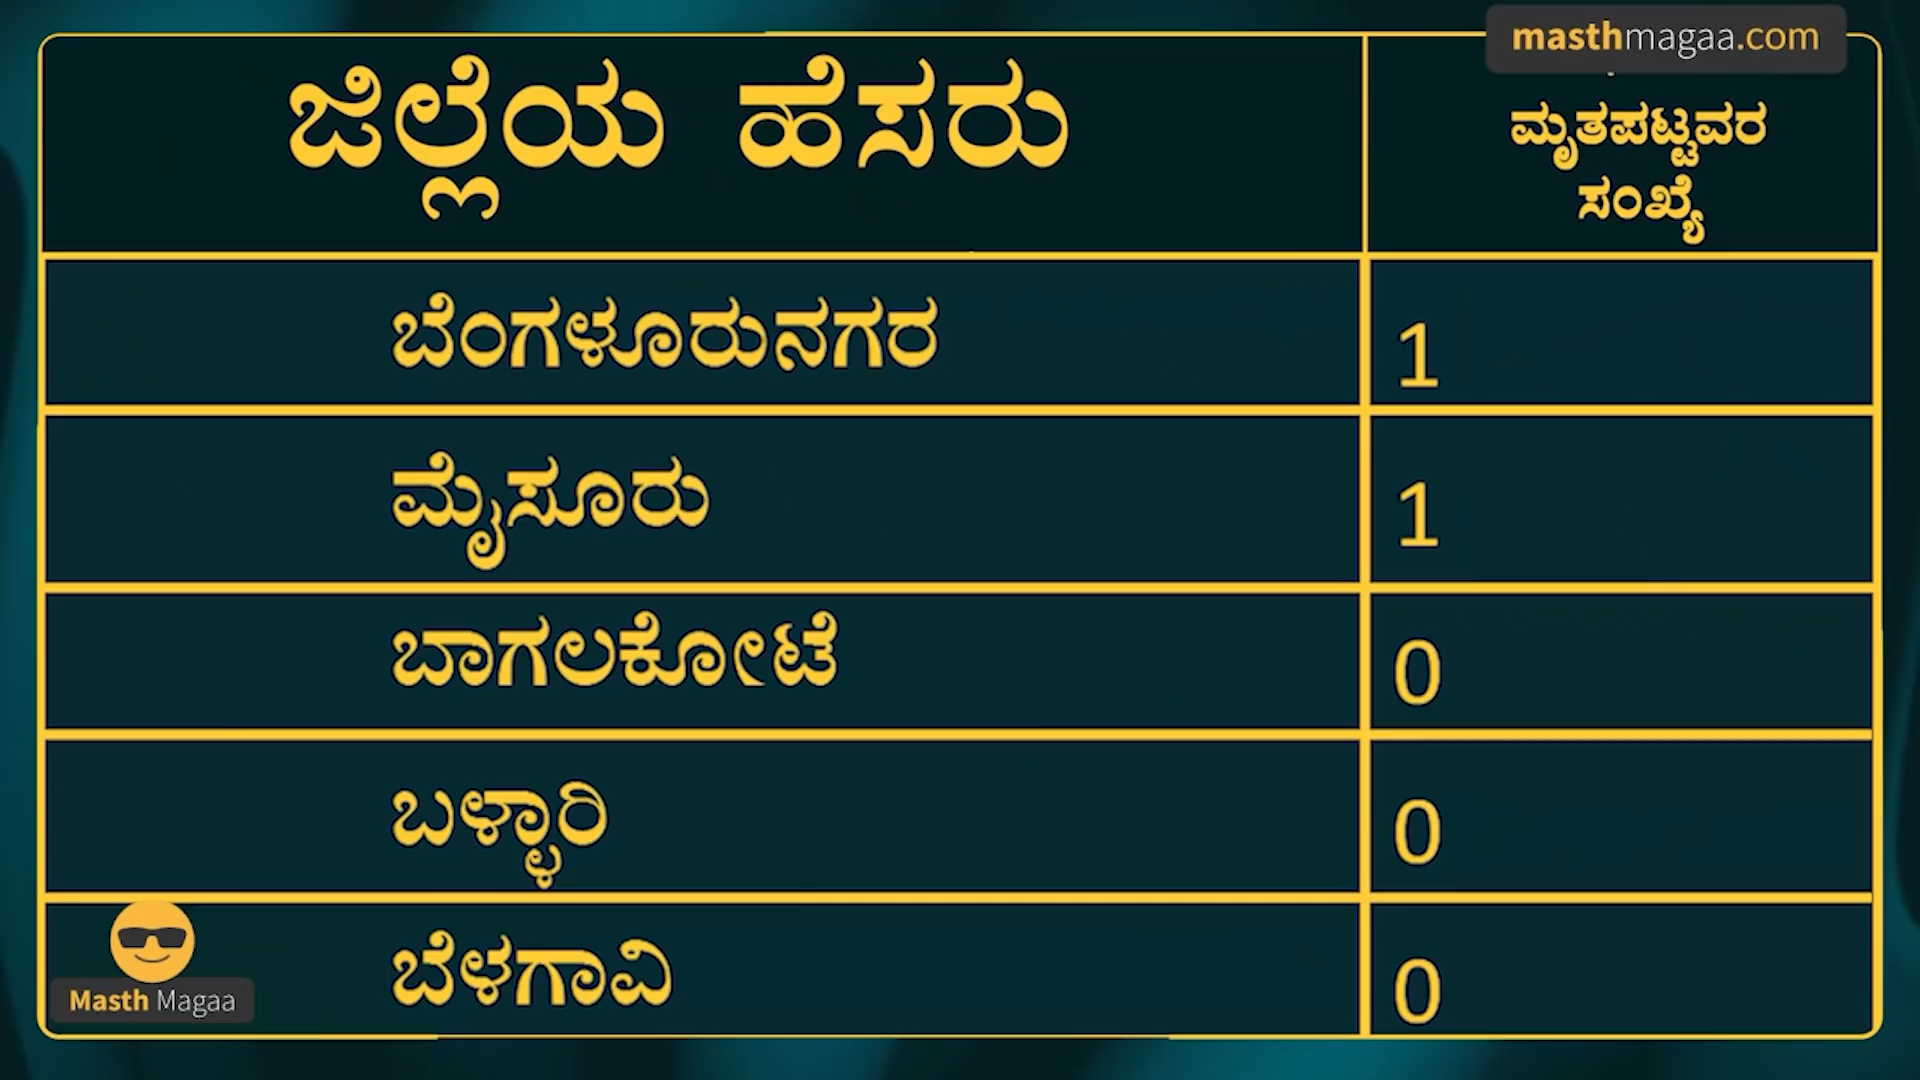 masthmagaa.com
ಜಿಲ್ಲೆಯ ಹೆಸರು
ಮೃತಪಟ್ಟವರ
ಸಂಖ್ಯೆ
ಬೆಂಗಳೂರುನಗರ 1
ಮೈಸೂರು 1
ಬಾಗಲಕೋಟೆ 0
ಬಳ್ಳಾರಿ 0
ಬೆಳಗಾವಿ 0
Masth Magaa